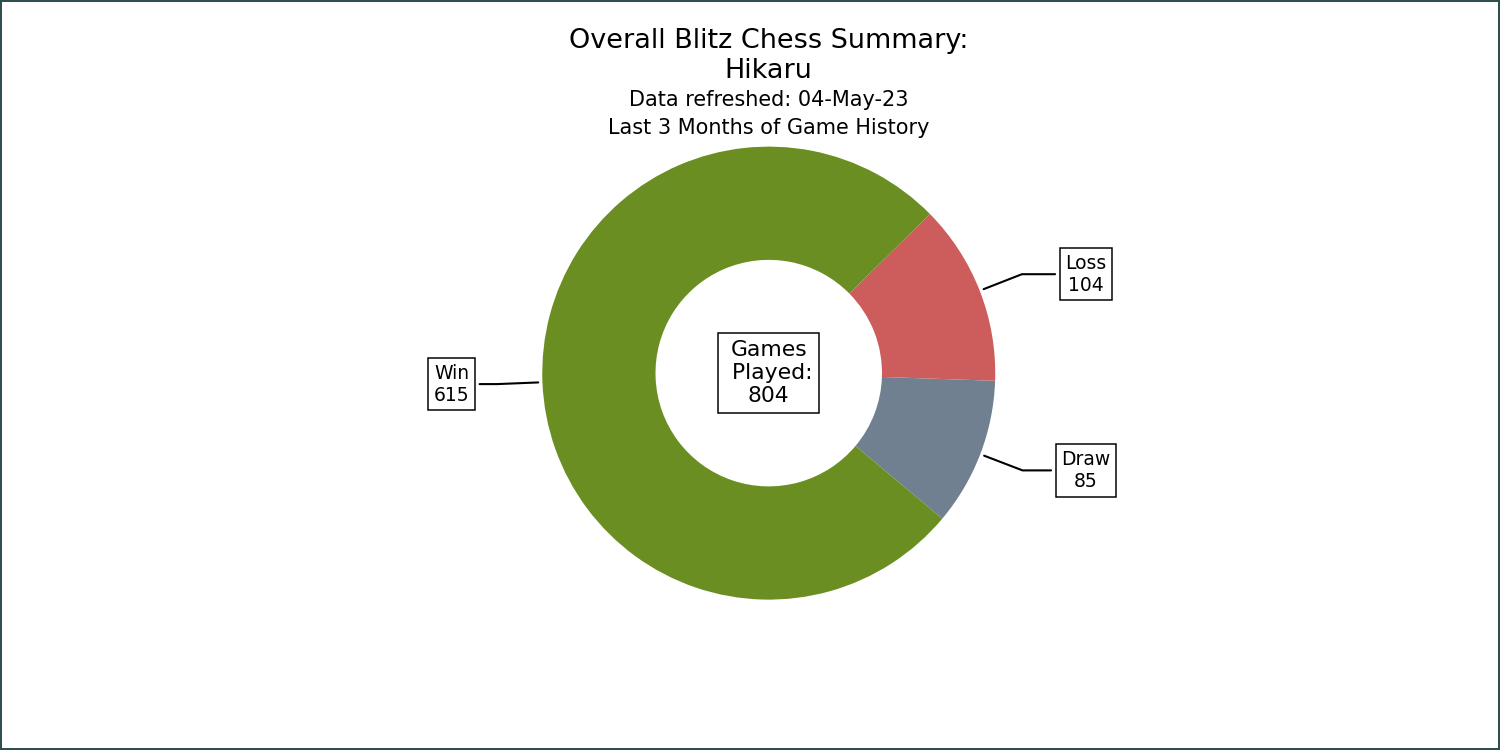 Overall Blitz Chess Summary:
Hikaru
Data refreshed: 04-May-23
Last 3 Months of Game History
Loss
104
Games
Played:
804
Win
615
Draw
85